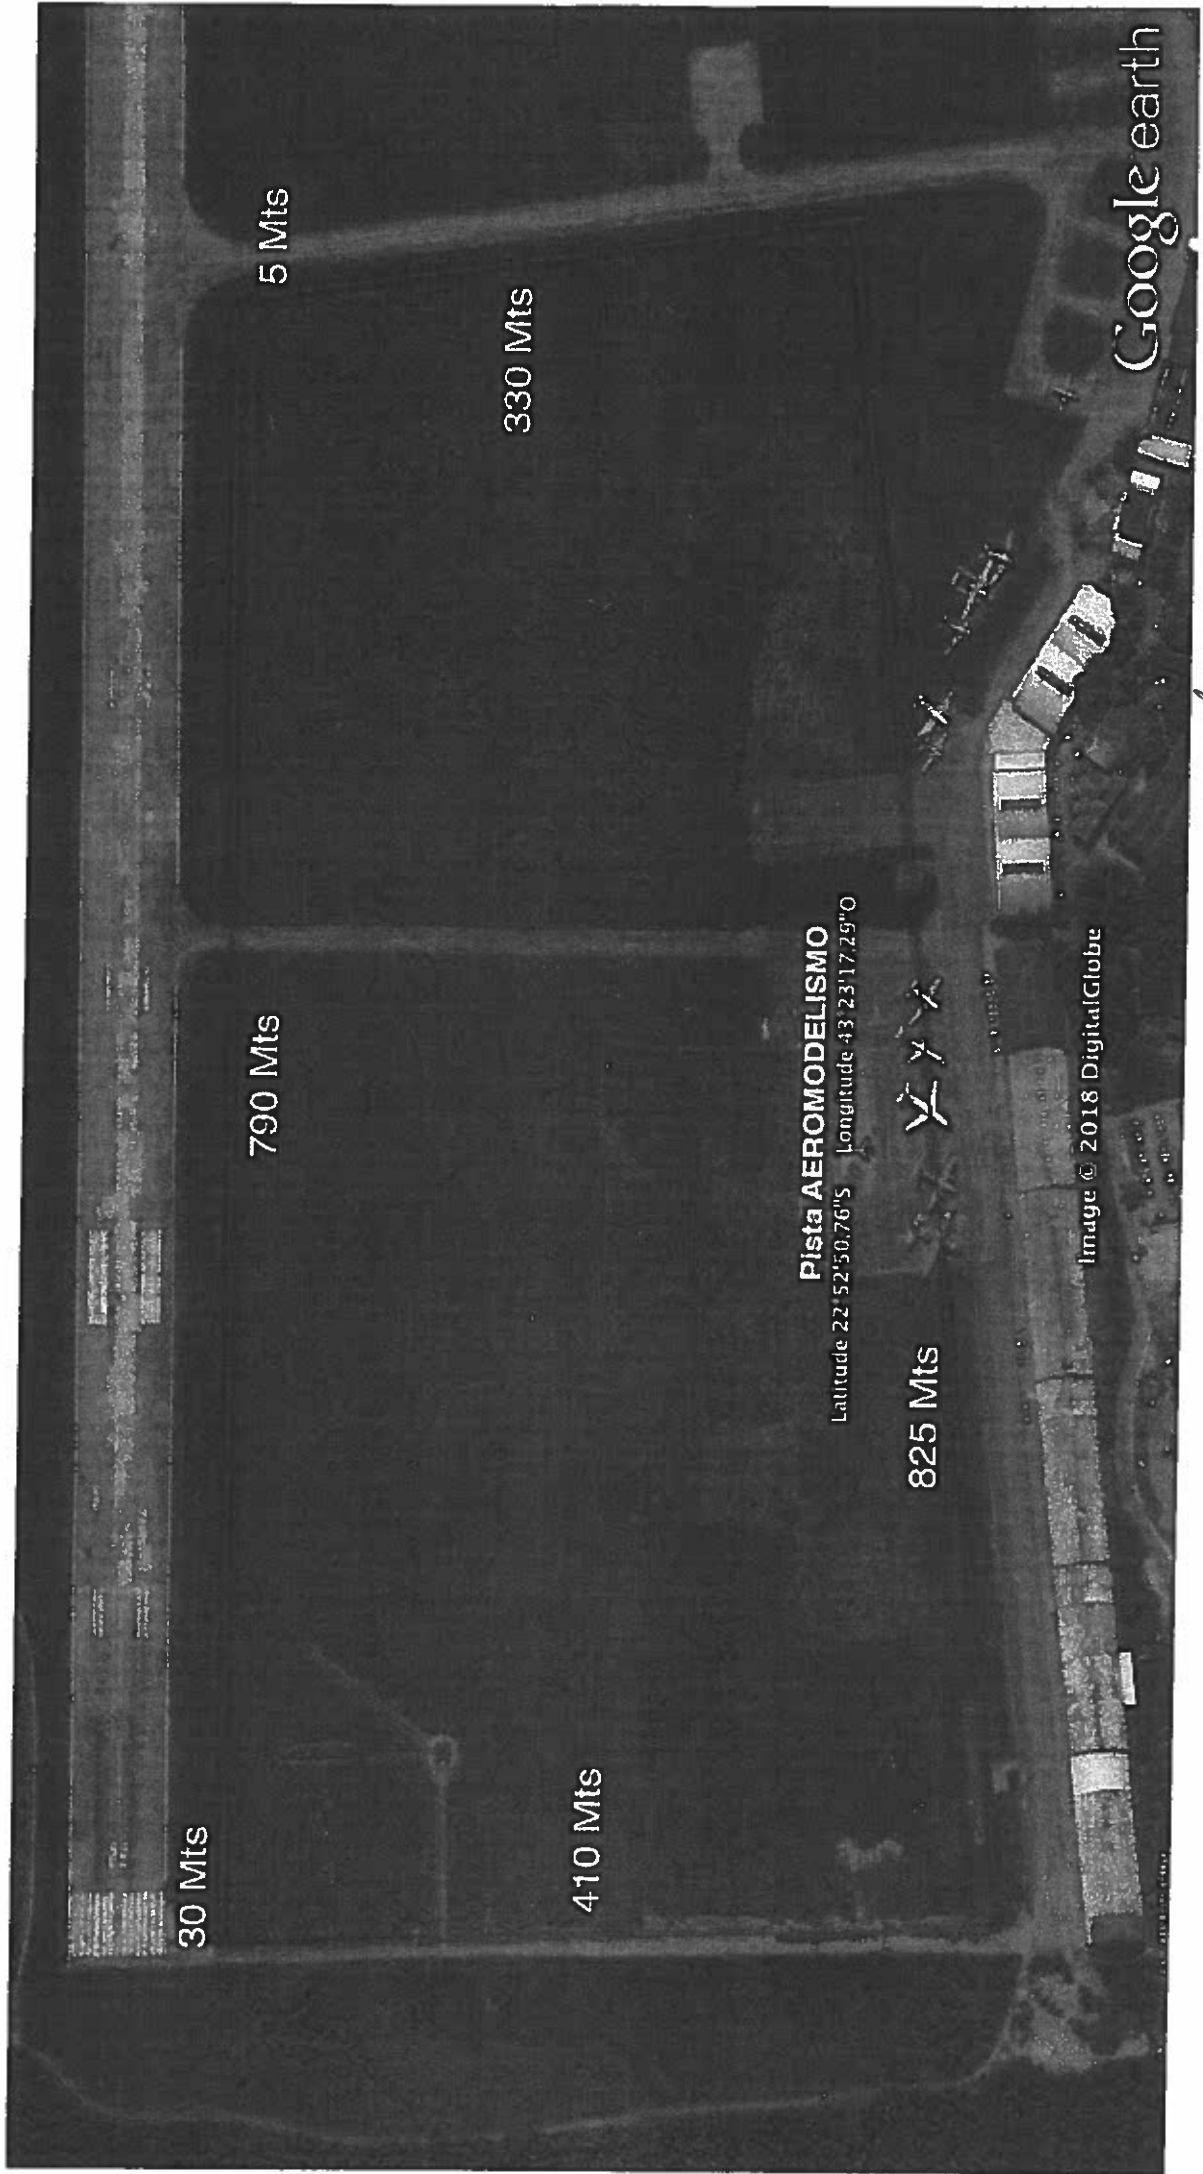 30 Mts
790 Mts
5 Mts
410 Mts
330 Mts
Pista AEROMODELISMO
Latitude 22°52'50.76"S Longitude 43°23'17.29"O
825 Mts
Image © 2018 DigitalGlobe
Google earth